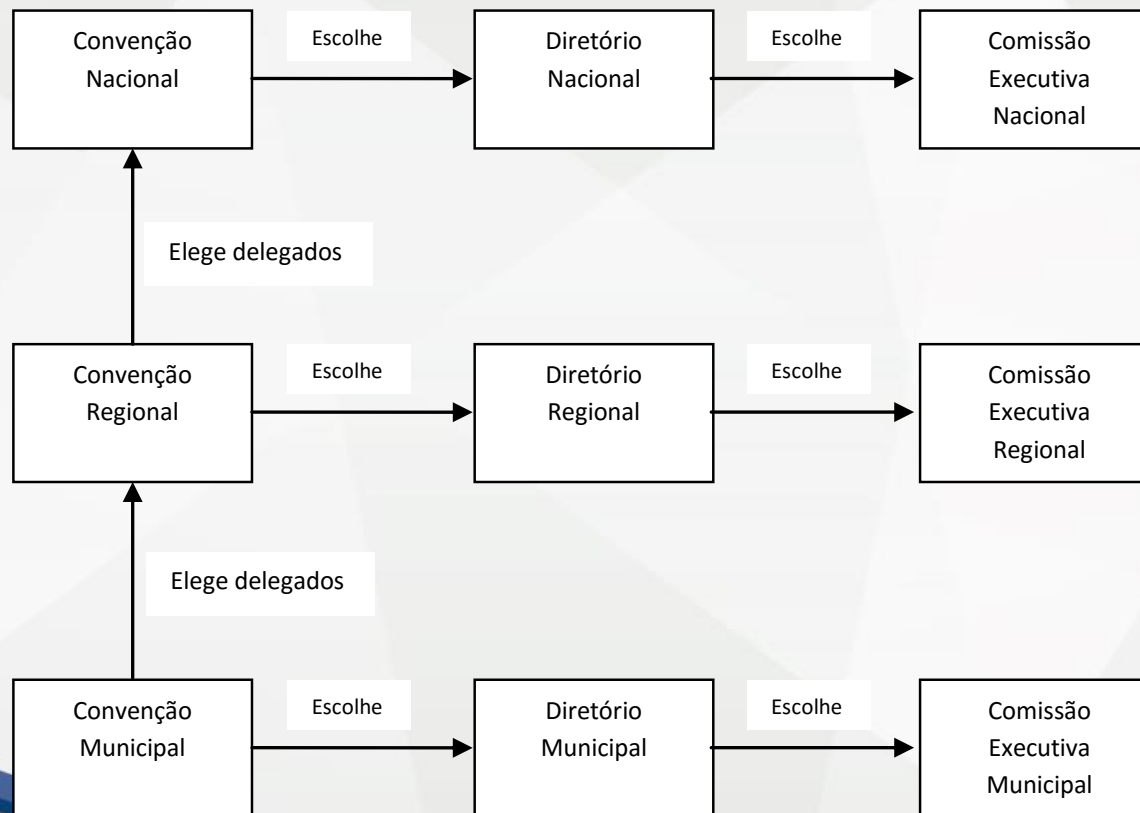 Convenção
Nacional
Escolhe
Diretório
Nacional
Escolhe
Comissão
Executiva
Nacional
Elege delegados
Convenção
Regional
Escolhe
Diretório
Regional
Escolhe
Comissão
Executiva
Regional
Elege delegados
Convenção
Municipal
Escolhe
Diretório
Municipal
Escolhe
Comissão
Executiva
Municipal